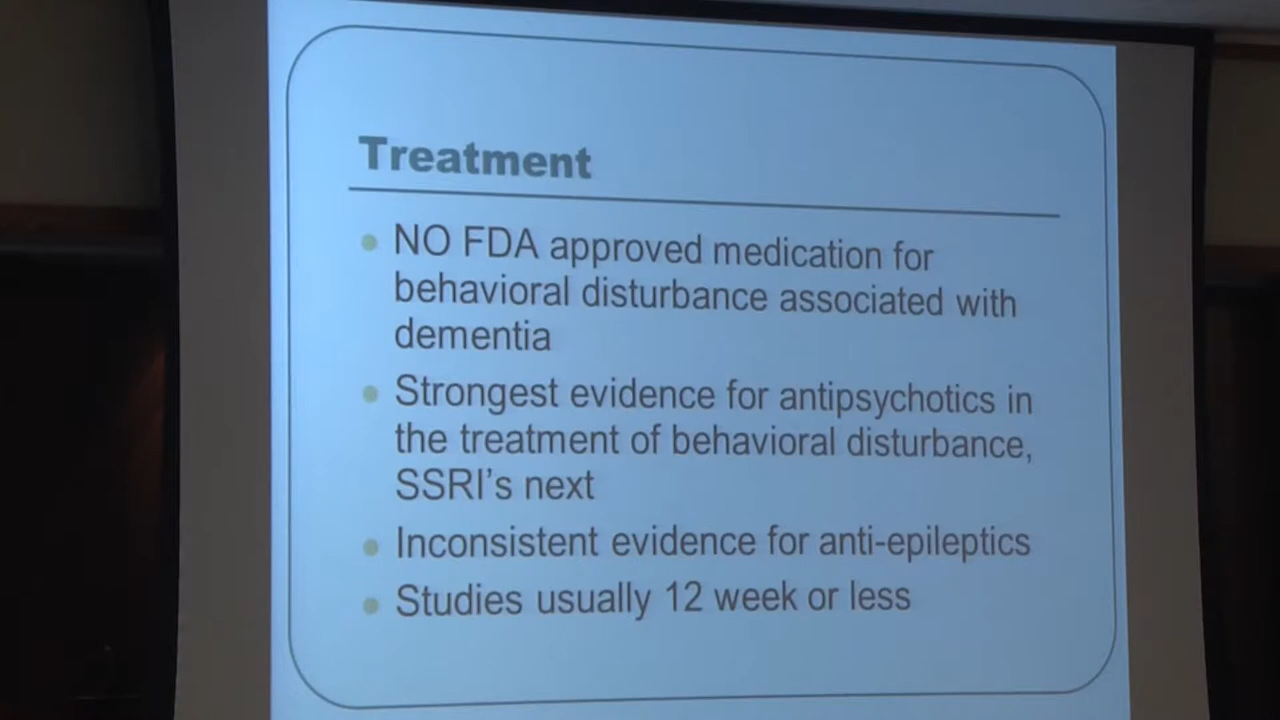 Treatment
NO FDA approved medication for
behavioral disturbance associated with
dementia
Strongest evidence for antipsychotics in
the treatment of behavioral disturbance,
SSRI's next
Inconsistent evidence for anti-epileptics
Studies usually 12 week or less